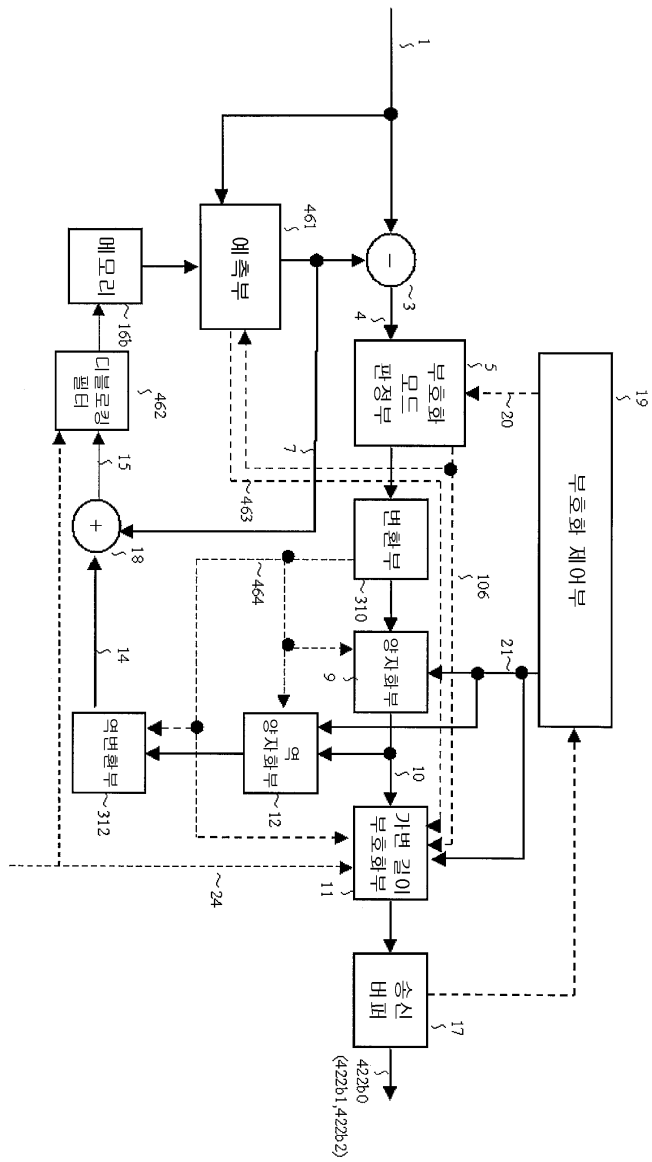 1
461
예측부
메모리
16b
디블로킹
필터
462
15
18
+
−
3
4
5
부호화
모드
판정부
20
19
부호화 제어부
7
463
464
변환부
310
106
21
양자화부
9
10
역
양자화부
12
14
역변환부
312
가변 길이
부호화부
11
24
송신
버퍼
17
422b0
(422b1,422b2)